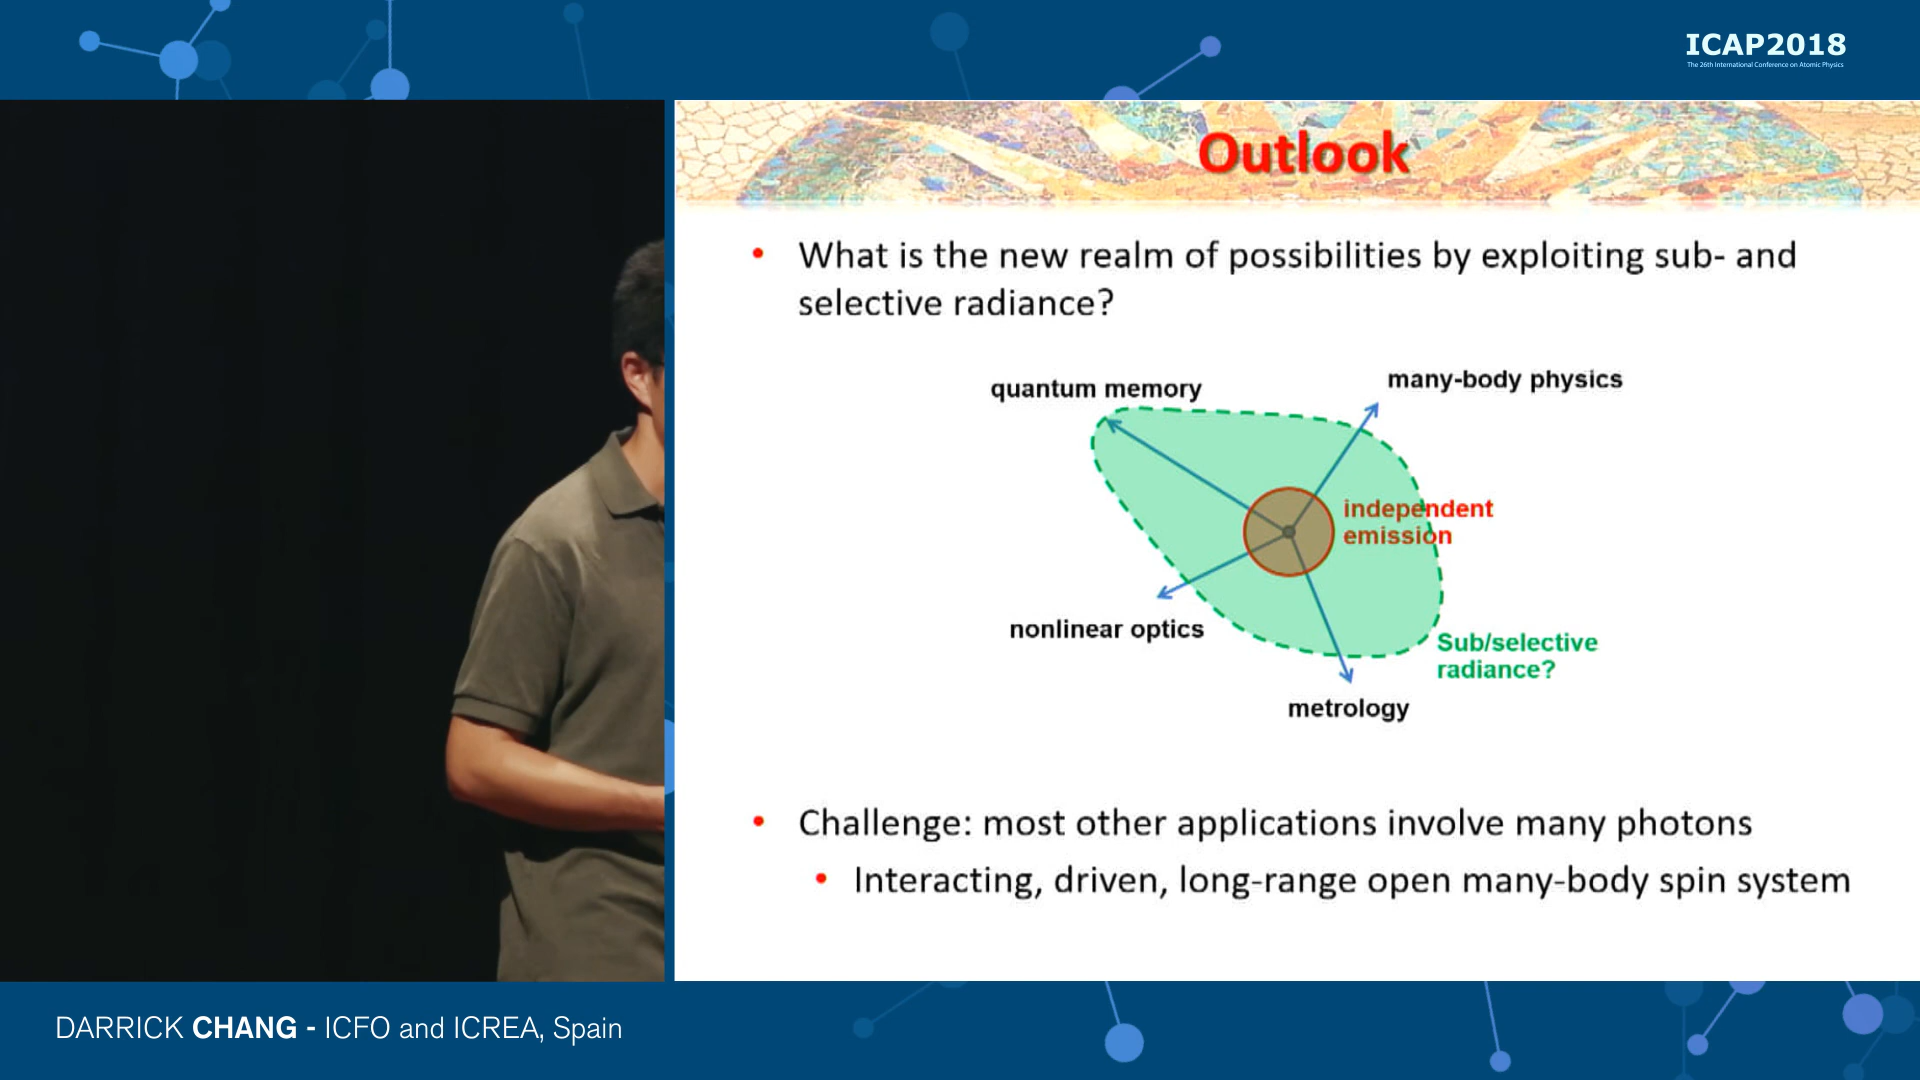 ICAP2018
The 26th International Conference on Atomic Physics
Outlook
• What is the new realm of possibilities by exploiting sub- and
selective radiance?
quantum memory
many-body physics
independent
emission
nonlinear optics
Sub/selective
radiance?
metrology
• Challenge: most other applications involve many photons
• Interacting, driven, long-range open many-body spin system
DARRICK CHANG - ICFO and ICREA, Spain